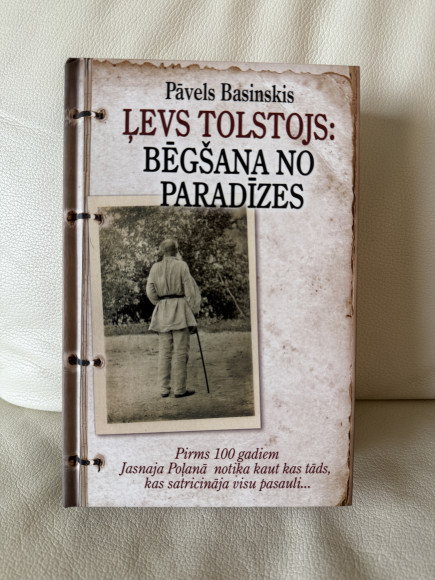 Pāvels Basinskis
ĻEVS TOLSTOJS:
BĒGŠANA NO
PARADĪZES
Pirms 100 gadiem
Jasnaja Poļanā notika kaut kas tāds,
kas satricināja visu pasauli...